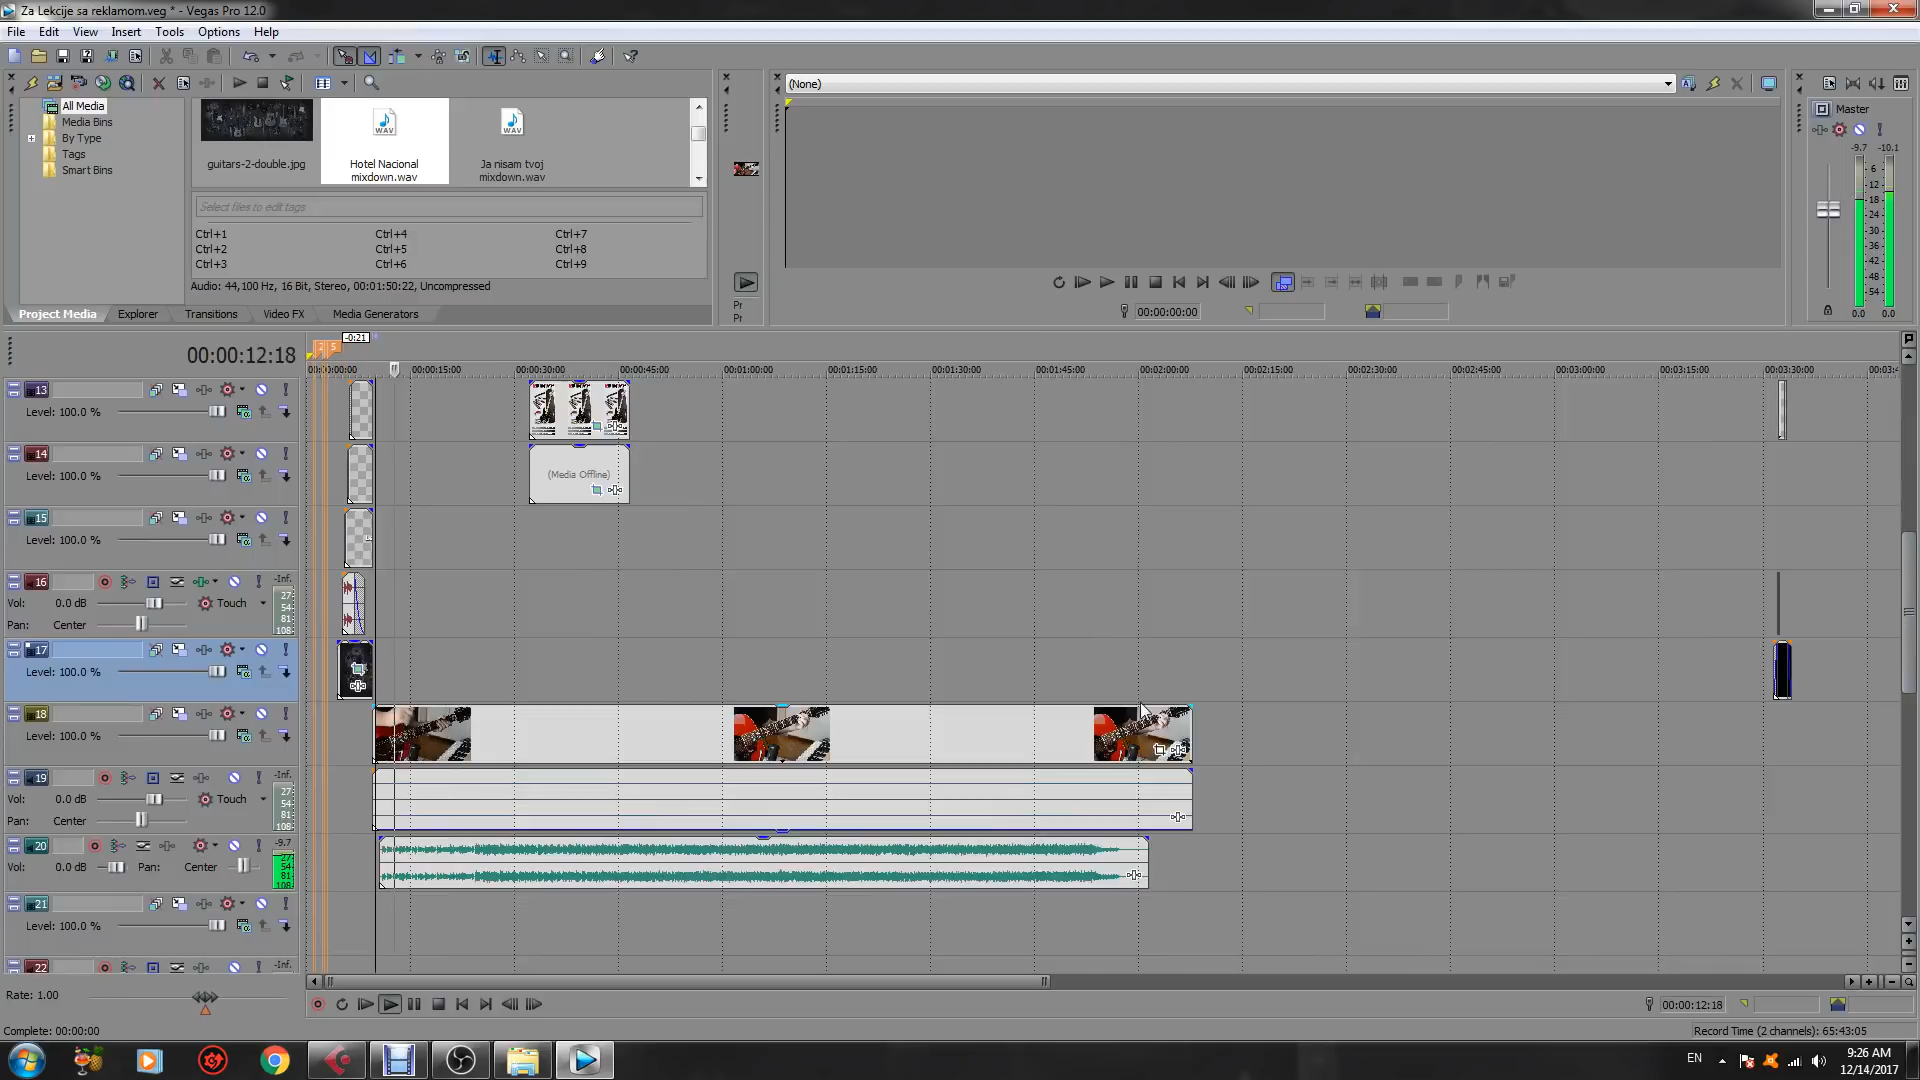 Za Lekcije sa reklamom.veg * - Vegas Pro 12.0
File Edit View Insert Tools Options Help
All Media
Media Bins
By Type
Tags
Smart Bins
guitars-2-double.jpg
Hotel Nacional
mixdown.wav
Ja nisam tvoj
mixdown.wav
Select files to edit tags
Ctrl+1 Ctrl+4 Ctrl+7
Ctrl+2 Ctrl+5 Ctrl+8
Ctrl+3 Ctrl+6 Ctrl+9
Audio: 44,100 Hz, 16 Bit, Stereo, 00:01:50:22, Uncompressed
Project Media Explorer Transitions Video FX Media Generators
Pr
Pr
(None)
00:00:00:00
Master
-9.7 -10.1
6
12
18
24
30
36
42
48
54
0.0 0.0
00:00:12:18
2 5
-0:21
00:00:15:00 00:00:30:00 00:00:45:00 00:01:00:00 00:01:15:00 00:01:30:00 00:01:45:00 00:02:00:00 00:02:15:00 00:02:30:00 00:02:45:00 00:03:00:00 00:03:15:00 00:03:30:00
13
Level: 100.0 %
14
Level: 100.0 %
(Media Offline)
15
Level: 100.0 %
16 -Inf.
Vol: 0.0 dB Touch
Pan: Center
27
54
81
108
17
Level: 100.0 %
18
Level: 100.0 %
19 -Inf.
Vol: 0.0 dB Touch
Pan: Center
27
54
81
108
20 -9.7
Vol: 0.0 dB Pan: Center
27
54
81
108
21
Level: 100.0 %
22 -Inf.
Rate: 1.00
00:00:12:18
Complete: 00:00:00
Record Time (2 channels): 65:43:05
EN
9:26 AM
12/14/2017